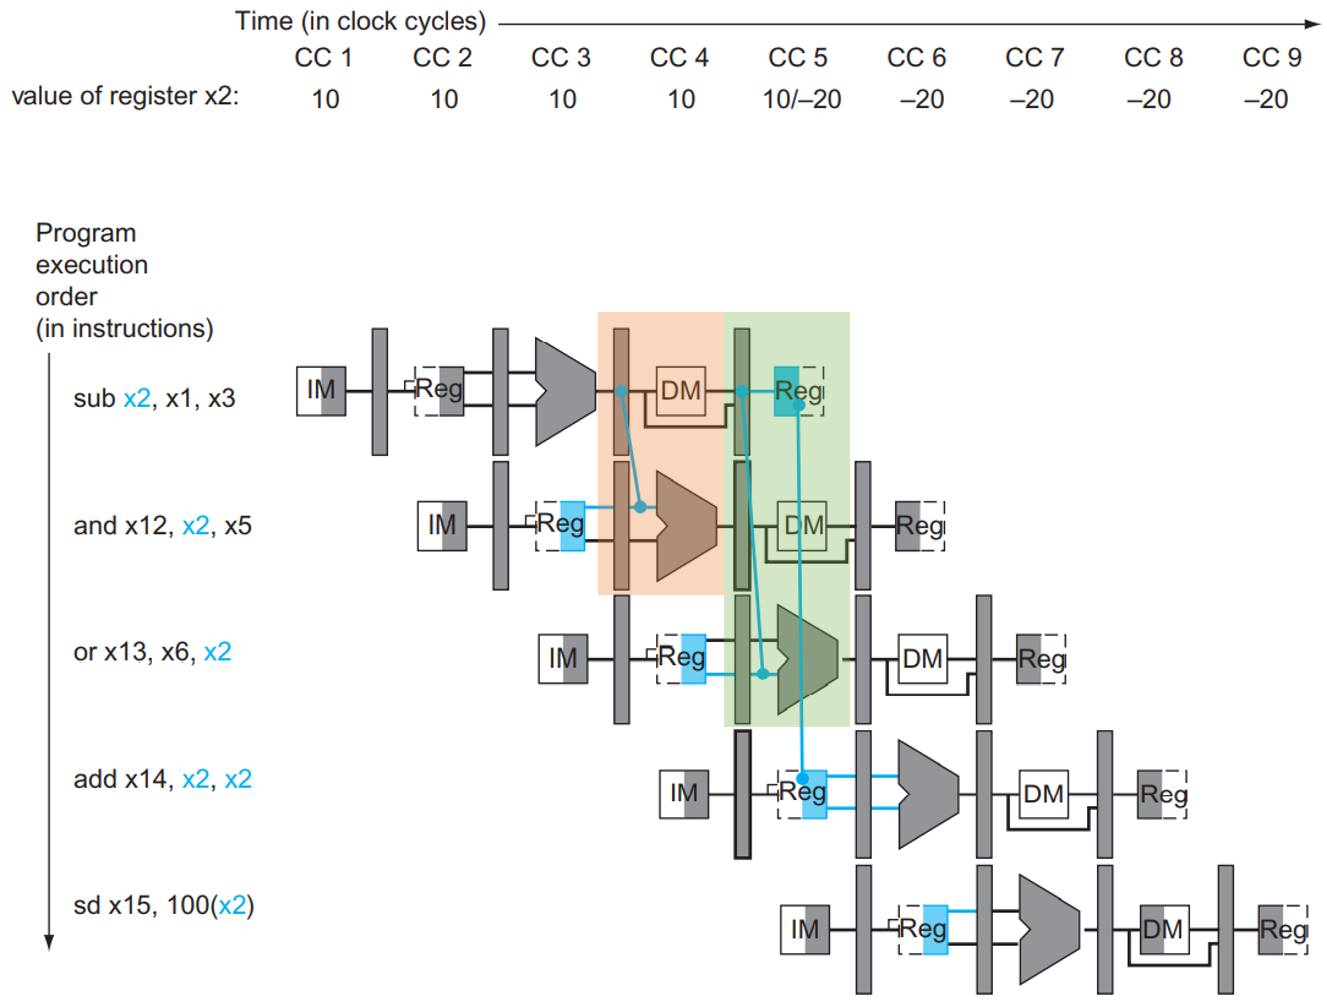 Time (in clock cycles)
CC 1 CC 2 CC 3 CC 4 CC 5 CC 6 CC 7 CC 8 CC 9
value of register x2: 10 10 10 10 10/–20 –20 –20 –20 –20
Program
execution
order
(in instructions)
sub x2, x1, x3
IM Reg DM Reg
and x12, x2, x5
IM Reg DM Reg
or x13, x6, x2
IM Reg DM Reg
add x14, x2, x2
IM Reg DM Reg
sd x15, 100(x2)
IM Reg DM Reg